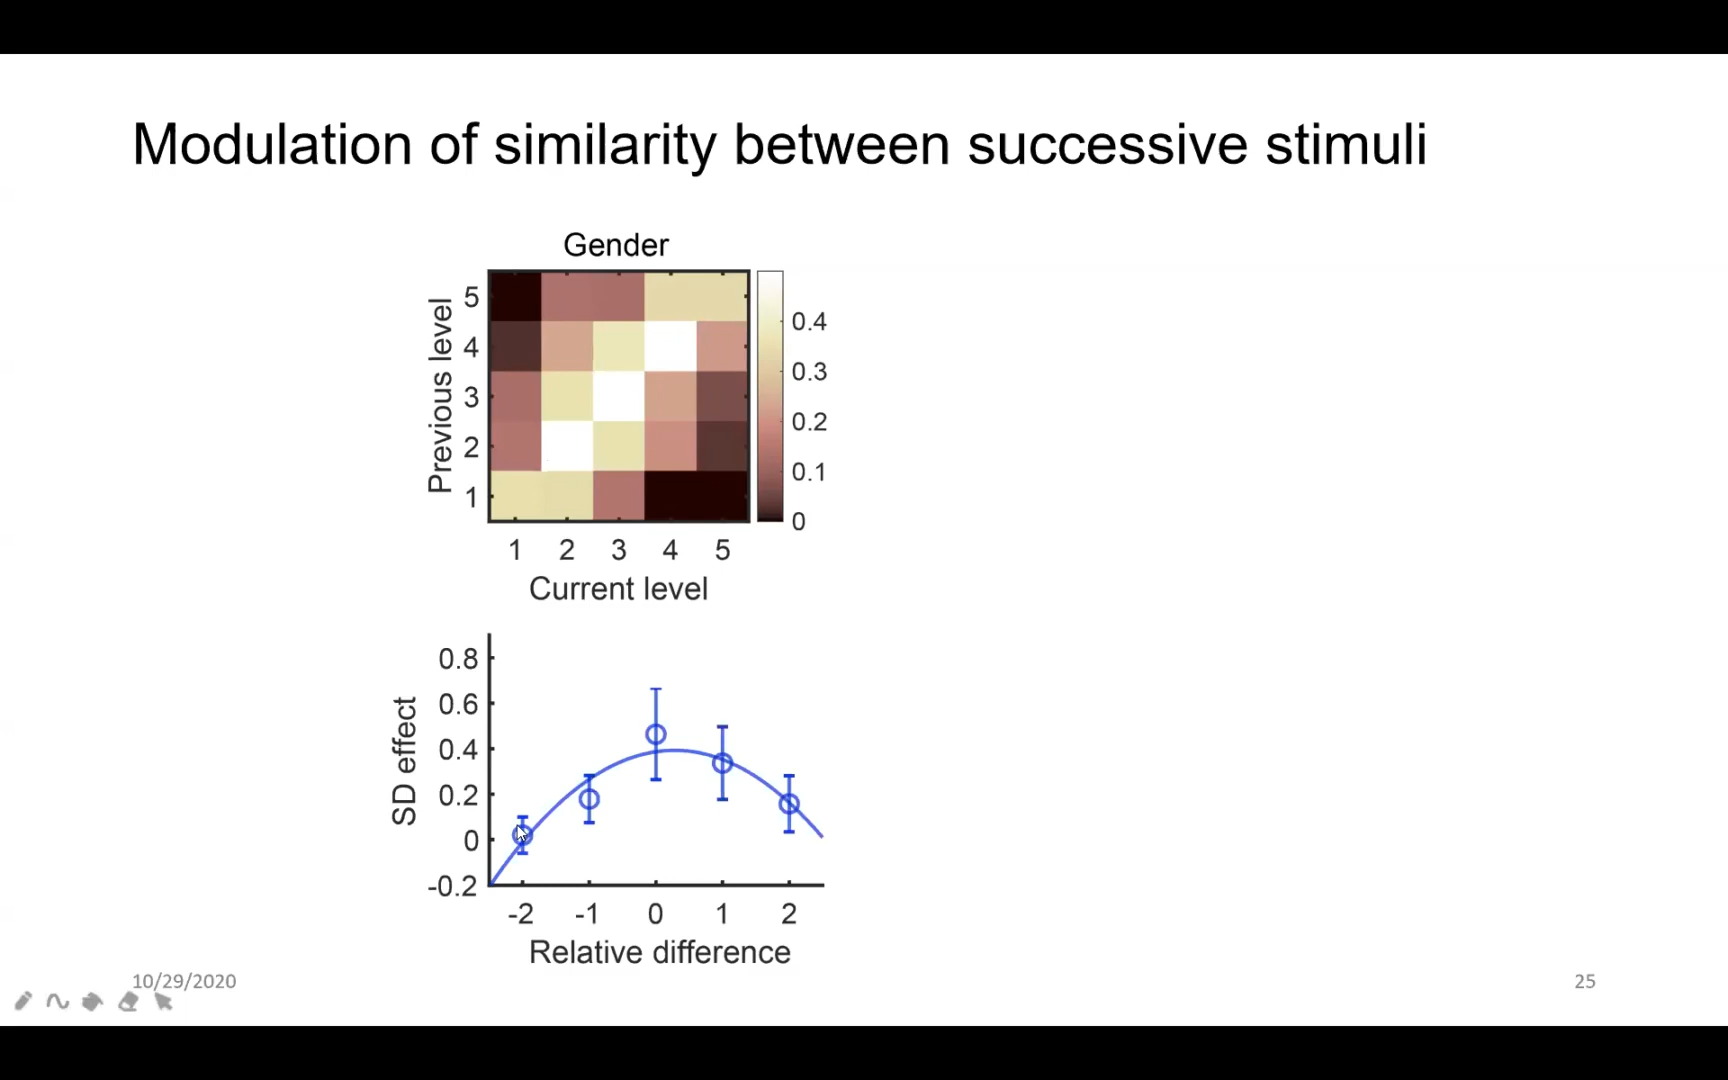 Modulation of similarity between successive stimuli
Gender
Previous level
5
4
3
2
1
0.4
0.3
0.2
0.1
0
1 2 3 4 5
Current level
SD effect
0.8
0.6
0.4
0.2
0
-0.2
-2 -1 0 1 2
Relative difference
10/29/2020
25